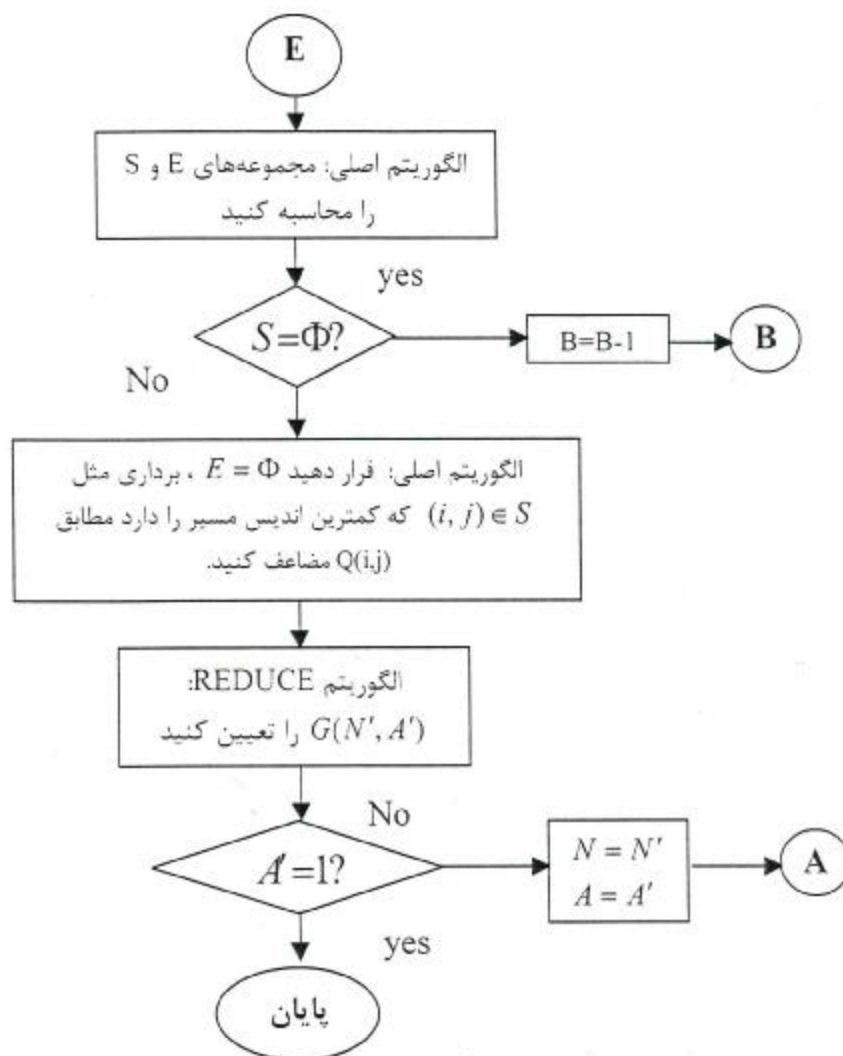 E
الگوریتم اصلی: مجموعه‌های E و S
را محاسبه کنید
yes
S=Φ?
B=B-1
B
No
الگوریتم اصلی: قرار دهید E = Φ ، برداری مثل
(i, j) ∈ S که کمترین اندیس مسیر را دارد مطابق
Q(i,j) مضاعف کنید.
الگوریتم REDUCE:
G(N′, A′) را تعیین کنید
No
A′=1?
N = N′
A = A′
A
yes
پایان